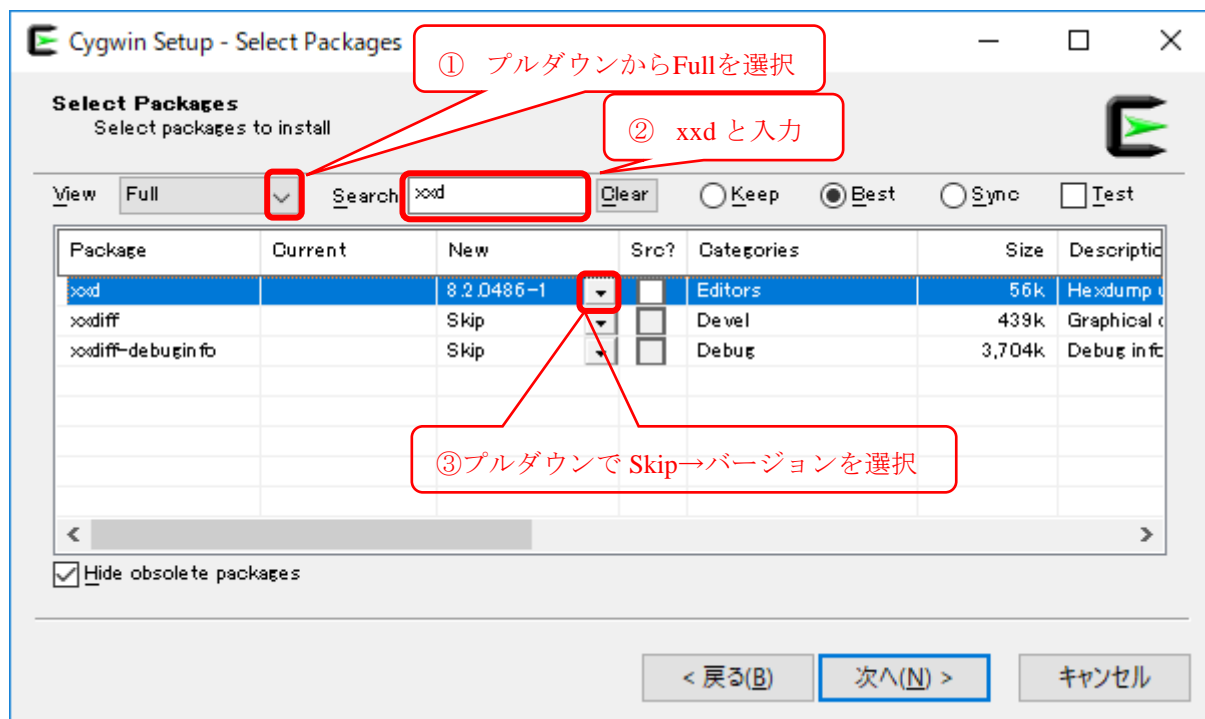 Cygwin Setup - Select Packages
① プルダウンからFullを選択
Select Packages
Select packages to install
② xxd と入力
View Full Search xxd Clear Keep Best Sync Test
Package Current New Src? Categories Size Descriptic
xxd 8.2.0486-1 Editors 56k Hexdump u
xxdiff Skip Devel 439k Graphical c
xxdiff-debuginfo Skip Debug 3,704k Debug infc
③プルダウンで Skip→バージョンを選択
Hide obsolete packages
< 戻る(B) 次へ(N) > キャンセル